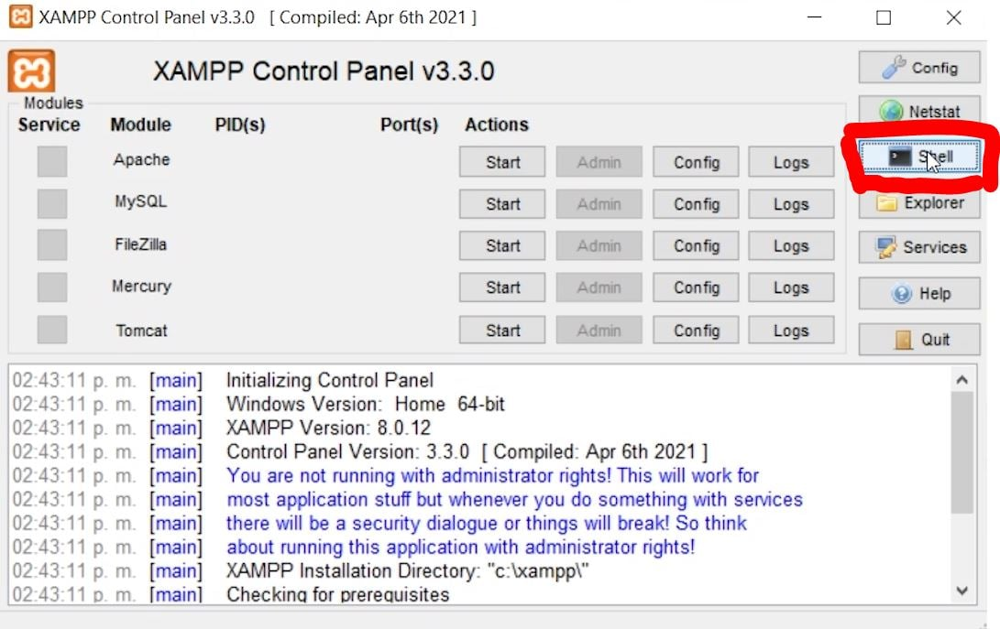 XAMPP Control Panel v3.3.0 [ Compiled: Apr 6th 2021 ]
XAMPP Control Panel v3.3.0
Config
Modules
Netstat
Service Module PID(s) Port(s) Actions
Shell
Apache Start Admin Config Logs
MySQL Start Admin Config Logs
Explorer
FileZilla Start Admin Config Logs
Services
Mercury Start Admin Config Logs
Help
Tomcat Start Admin Config Logs
Quit
02:43:11 p. m. [main] Initializing Control Panel
02:43:11 p. m. [main] Windows Version: Home 64-bit
02:43:11 p. m. [main] XAMPP Version: 8.0.12
02:43:11 p. m. [main] Control Panel Version: 3.3.0 [ Compiled: Apr 6th 2021 ]
02:43:11 p. m. [main] You are not running with administrator rights! This will work for
02:43:11 p. m. [main] most application stuff but whenever you do something with services
02:43:11 p. m. [main] there will be a security dialogue or things will break! So think
02:43:11 p. m. [main] about running this application with administrator rights!
02:43:11 p. m. [main] XAMPP Installation Directory: "c:\xampp\"
02:43:11 p. m. [main] Checking for prerequisites